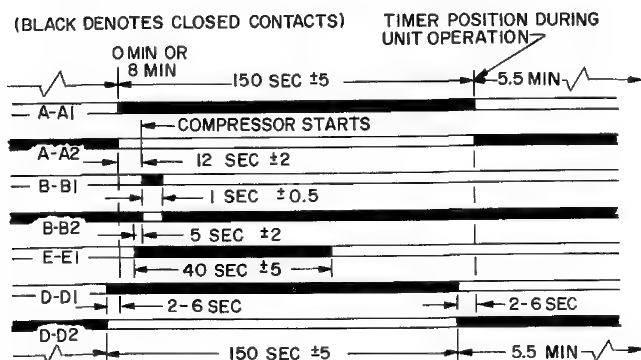 (BLACK DENOTES CLOSED CONTACTS)
TIMER POSITION DURING
UNIT OPERATION
0 MIN OR
8 MIN
150 SEC ±5
5.5 MIN
A-A1
COMPRESSOR STARTS
A-A2
12 SEC ±2
B-B1
1 SEC ±0.5
B-B2
5 SEC ±2
E-E1
40 SEC ±5
D-D1
2-6 SEC
2-6 SEC
D-D2
150 SEC ±5
5.5 MIN